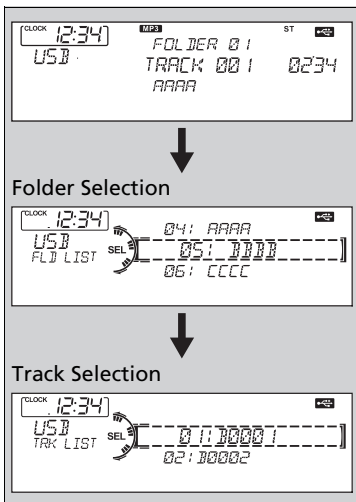 CLOCK 12:34 MP3 ST
USB FOLDER 01
TRACK 001 0234
AAAA
Folder Selection
CLOCK 12:34
04: AAAA
USB SEL 05: BBBB
FLD LIST
06: CCCC
Track Selection
CLOCK 12:34
USB SEL 01: B0001
TRK LIST
02: B0002